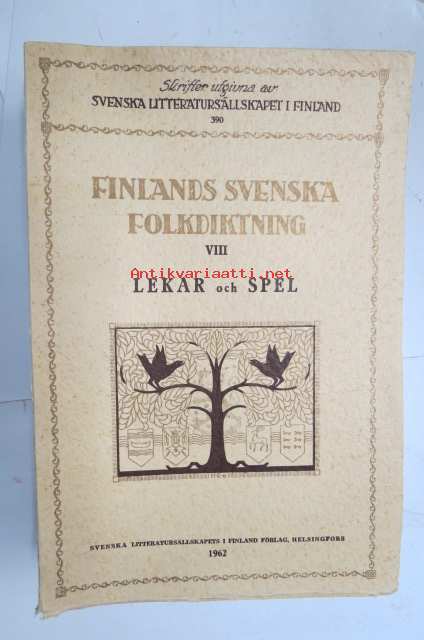 Skrifter utgivna av
SVENSKA LITTERATURSÄLLSKAPET I FINLAND
390
FINLANDS SVENSKA
FOLKDIKTNING
VIII
Antikvariaatti.net
LEKAR och SPEL
SVENSKA LITTERATURSÄLLSKAPETS I FINLAND FÖRLAG, HELSINGFORS
1962